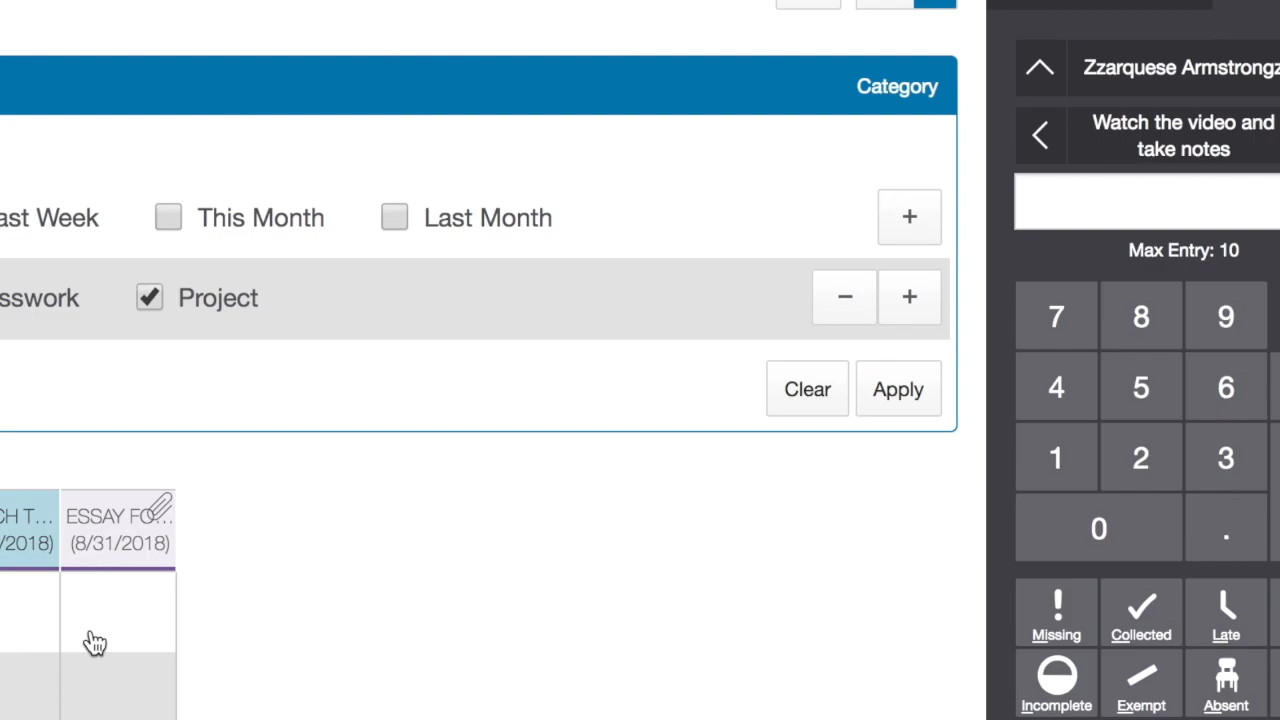 Category
ast Week
This Month
Last Month
+
sswork
Project
−
+
Clear
Apply
CH T...
/2018)
ESSAY FO...
(8/31/2018)
Zzarquese Armstrongz
Watch the video and
take notes
Max Entry: 10
7
8
9
4
5
6
1
2
3
0
.
Missing
Collected
Late
Incomplete
Exempt
Absent